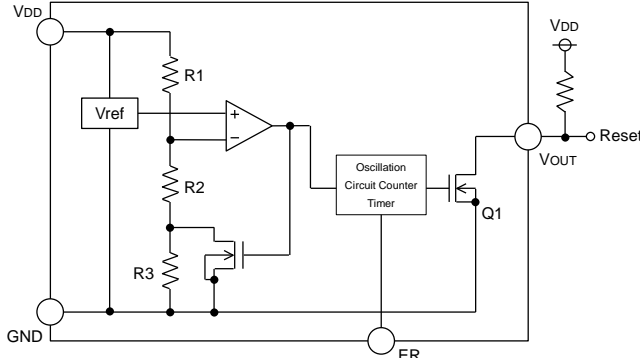 VDD
VDD
R1
Vref
+
−
Reset
VOUT
Oscillation
Circuit Counter
Timer
R2
Q1
R3
GND
ER